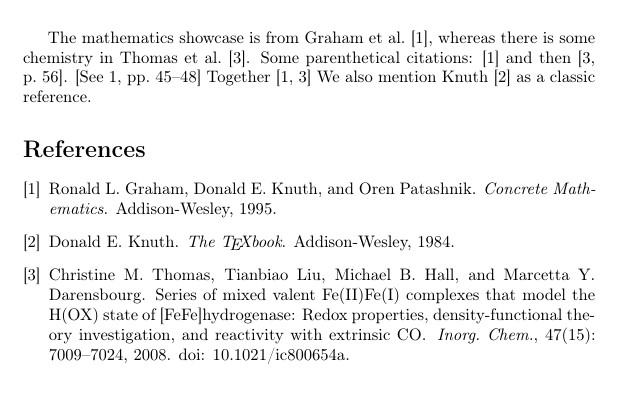 The mathematics showcase is from Graham et al. [1], whereas there is some
chemistry in Thomas et al. [3]. Some parenthetical citations: [1] and then [3,
p. 56]. [See 1, pp. 45–48] Together [1, 3] We also mention Knuth [2] as a classic
reference.
References
[1] Ronald L. Graham, Donald E. Knuth, and Oren Patashnik. Concrete Math-
ematics. Addison-Wesley, 1995.
[2] Donald E. Knuth. The TEXbook. Addison-Wesley, 1984.
[3] Christine M. Thomas, Tianbiao Liu, Michael B. Hall, and Marcetta Y.
Darensbourg. Series of mixed valent Fe(II)Fe(I) complexes that model the
H(OX) state of [FeFe]hydrogenase: Redox properties, density-functional the-
ory investigation, and reactivity with extrinsic CO. Inorg. Chem., 47(15):
7009–7024, 2008. doi: 10.1021/ic800654a.